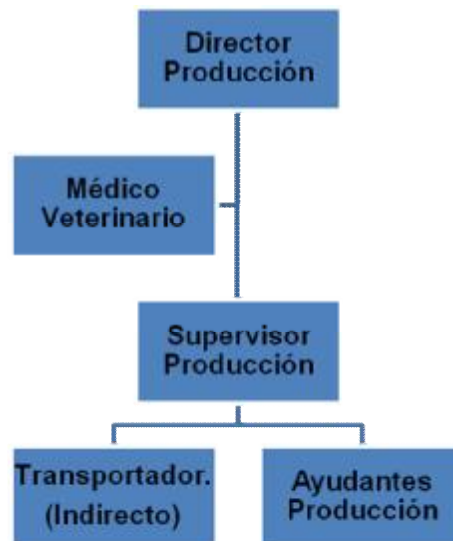 Director
Producción
Médico
Veterinario
Supervisor
Producción
Transportador.
(Indirecto)
Ayudantes
Producción